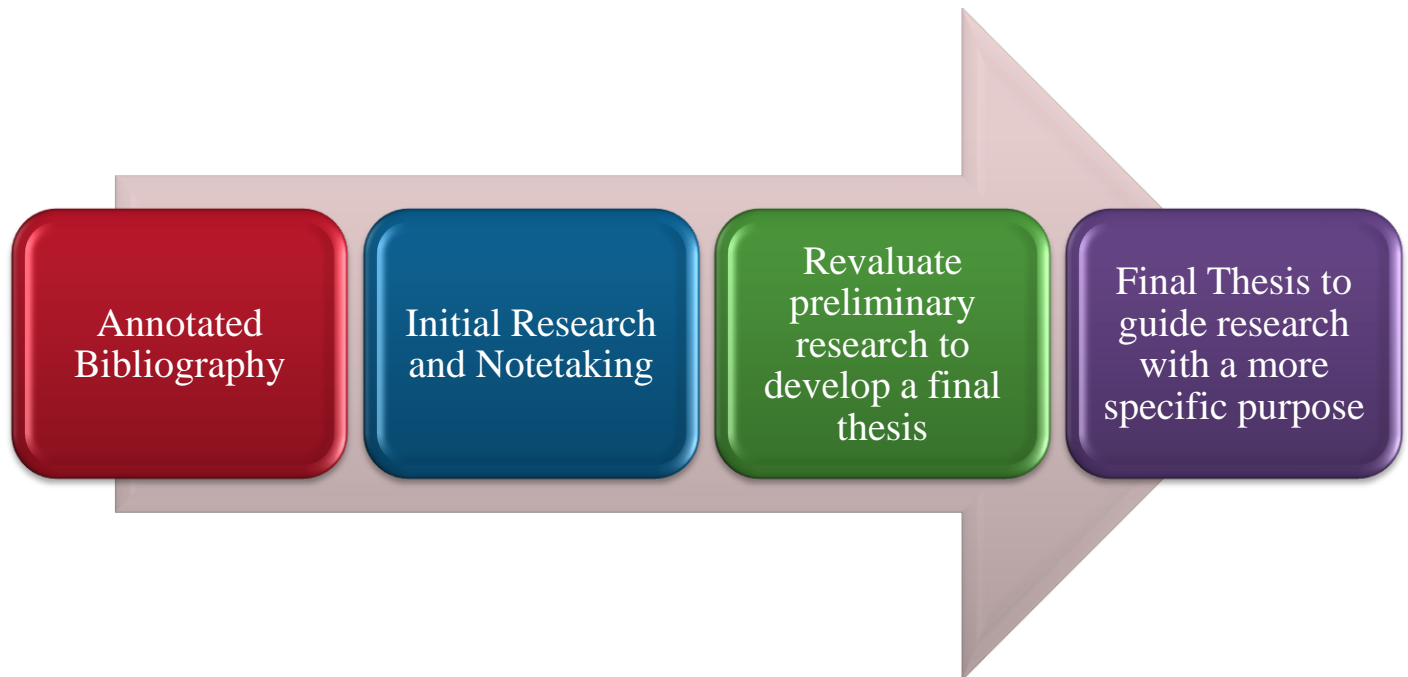 Annotated
Bibliography
Initial Research
and Notetaking
Revaluate
preliminary
research to
develop a final
thesis
Final Thesis to
guide research
with a more
specific purpose